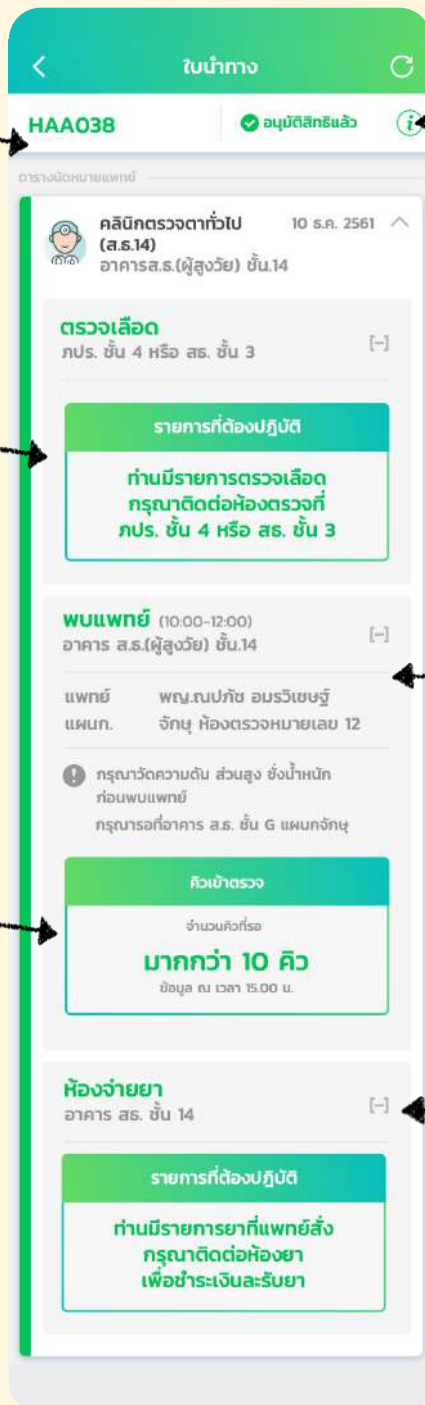 ใบนำทาง
HAA038
อนุมัติสิทธิแล้ว
i
ตารางนัดหมายแพทย์
คลินิกตรวจตาทั่วไป 10 ธ.ค. 2561
(ส.ธ.14)
อาคารส.ธ.(ผู้สูงวัย) ชั้น.14
ตรวจเลือด
ภปร. ชั้น 4 หรือ สธ. ชั้น 3 [-]
รายการที่ต้องปฎิบัติ
ท่านมีรายการตรวจเลือด
กรุณาติดต่อห้องตรวจที่
ภปร. ชั้น 4 หรือ สธ. ชั้น 3
พบแพทย์ (10:00-12:00)
อาคาร ส.ธ.(ผู้สูงวัย) ชั้น.14 [-]
แพทย์ พญ.ณปภัช อมรวิเชษฐ์
แผนก. จักษุ ห้องตรวจหมายเลข 12
กรุณาวัดความดัน ส่วนสูง ชั่งน้ำหนัก
ก่อนพบแพทย์
กรุณารอที่อาคาร ส.ธ. ชั้น G แผนกจักษุ
คิวเข้าตรวจ
จำนวนคิวที่รอ
มากกว่า 10 คิว
ข้อมูล ณ เวลา 15.00 น.
ห้องจ่ายยา
อาคาร สธ. ชั้น 14 [-]
รายการที่ต้องปฎิบัติ
ท่านมีรายการยาที่แพทย์สั่ง
กรุณาติดต่อห้องยา
เพื่อชำระเงินละรับยา